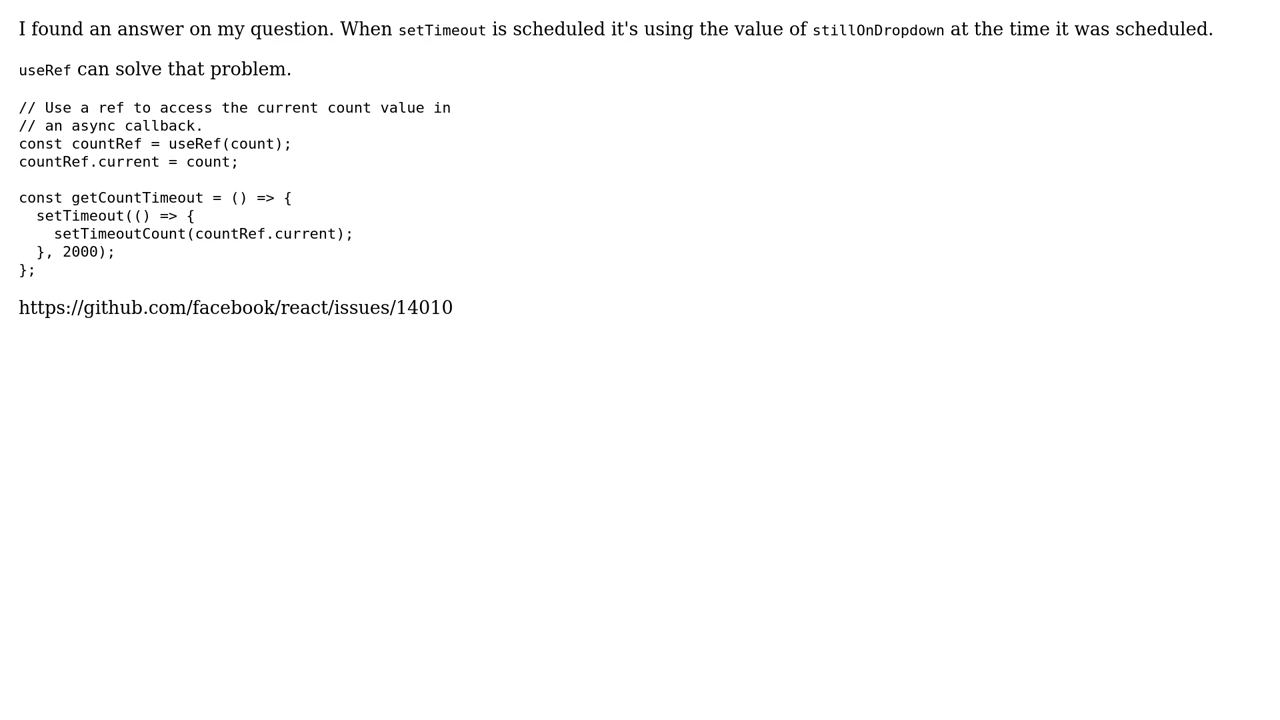 I found an answer on my question. When setTimeout is scheduled it's using the value of stillOnDropdown at the time it was scheduled.
useRef can solve that problem.
// Use a ref to access the current count value in
// an async callback.
const countRef = useRef(count);
countRef.current = count;

const getCountTimeout = () => {
  setTimeout(() => {
    setTimeoutCount(countRef.current);
  }, 2000);
};
https://github.com/facebook/react/issues/14010